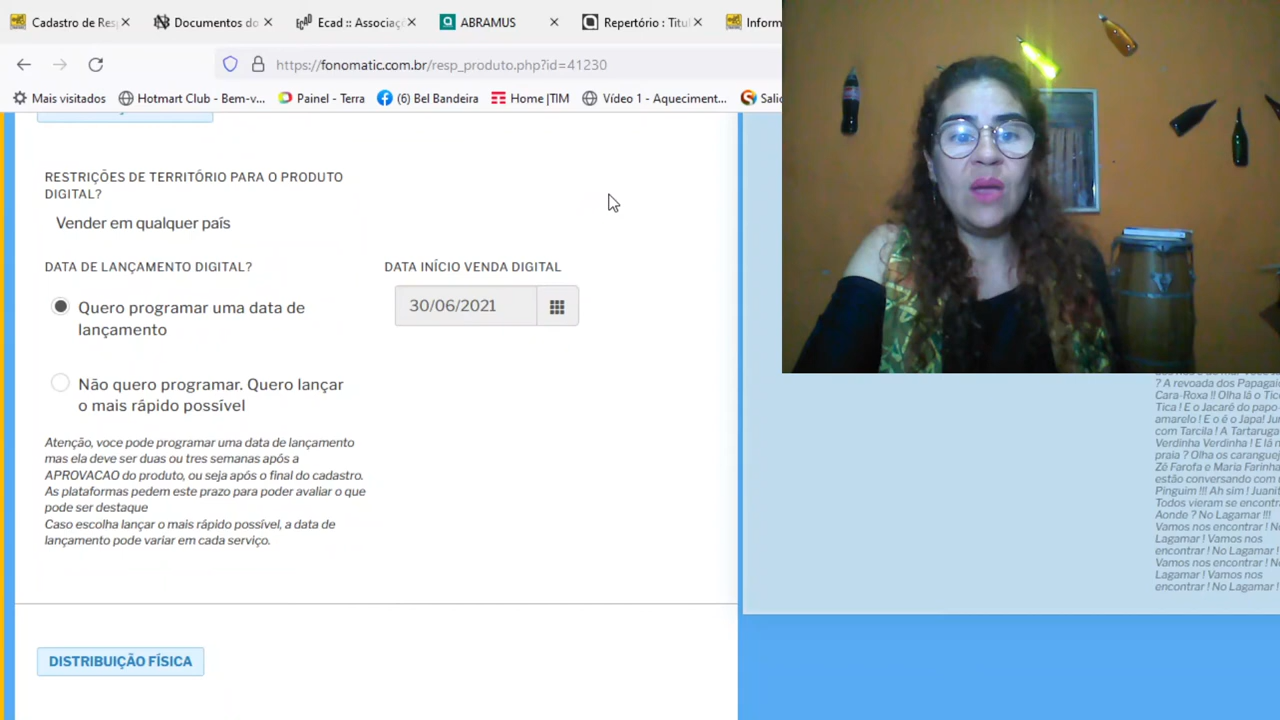 Cadastro de Res
Documentos do
Ecad :: Associaç
ABRAMUS
Repertório : Titul
Inform
https://fonomatic.com.br/resp_produto.php?id=41230
Mais visitados
Hotmart Club - Bem-v...
Painel - Terra
(6) Bel Bandeira
Home |TIM
Vídeo 1 - Aqueciment...
Salic
RESTRIÇÕES DE TERRITÓRIO PARA O PRODUTO
DIGITAL?
Vender em qualquer país
DATA DE LANÇAMENTO DIGITAL?
DATA INÍCIO VENDA DIGITAL
Quero programar uma data de
lançamento
30/06/2021
Não quero programar. Quero lançar
o mais rápido possível
Atenção, voce pode programar uma data de lançamento
mas ela deve ser duas ou tres semanas após a
APROVACAO do produto, ou seja após o final do cadastro.
As plataformas pedem este prazo para poder avaliar o que
pode ser destaque
Caso escolha lançar o mais rápido possível, a data de
lançamento pode variar em cada serviço.
DISTRIBUIÇÃO FÍSICA
? A revoada dos Papagai
Cara-Roxa !! Olha lá o Tico
Tica ! E o Jacaré do papo-
amarelo ! E o é o Japa! Jun
com Tarcila ! A Tartaruga
Verdinha Verdinha ! E lá n
praia ? Olha os carangue
Zé Farofa e Maria Farinha
estão conversando com
Pinguim !!! Ah sim ! Juanit
Todos vieram se encontra
Aonde ? No Lagamar !!!
Vamos nos encontrar ! No
Lagamar ! Vamos nos
encontrar ! No Lagamar !
Vamos nos encontrar ! No
Lagamar ! Vamos nos
encontrar ! No Lagamar !